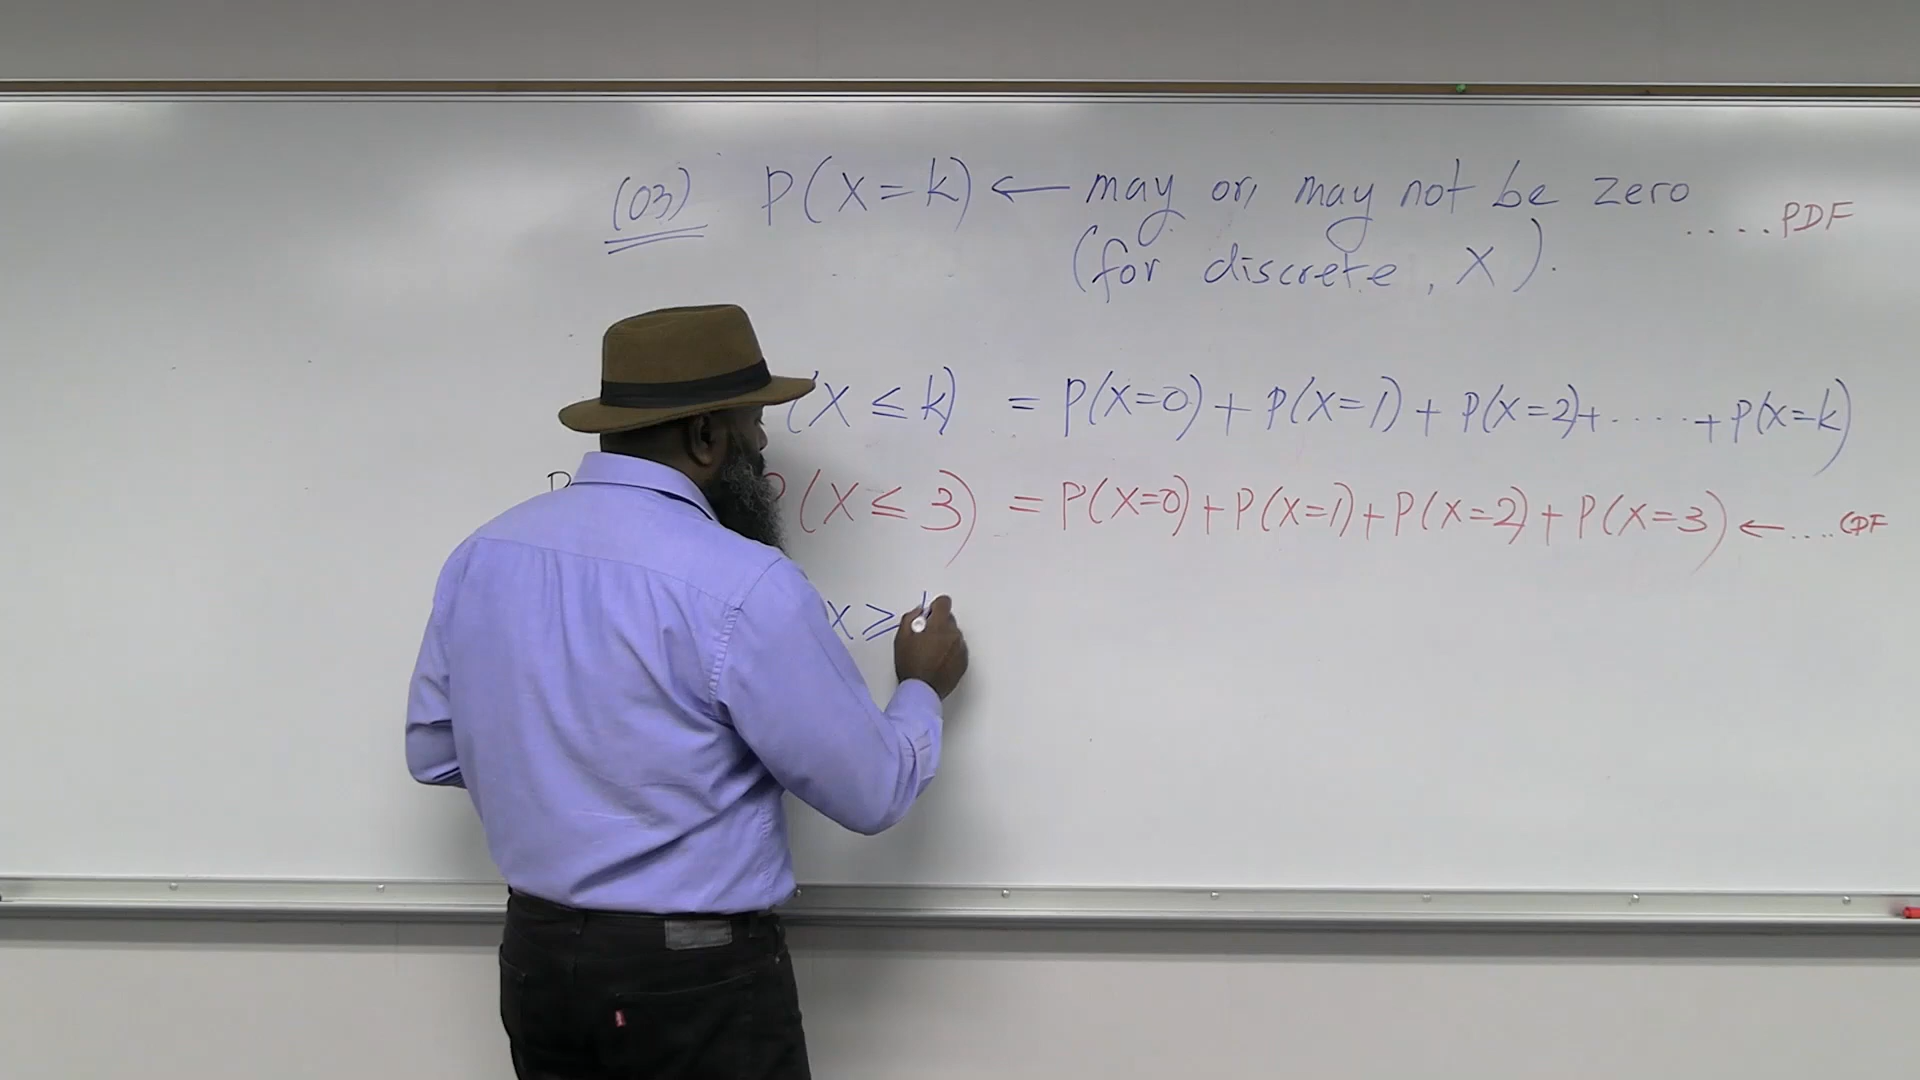 (03) P(X=k) ← may or may not be zero ..... PDF
(for discrete, X).
(X ≤ k) = P(X=0) + P(X=1) + P(X=2) + ..... + P(X=k)
P(X ≤ 3) = P(X=0) + P(X=1) + P(X=2) + P(X=3) ← .... CDF
X ≥